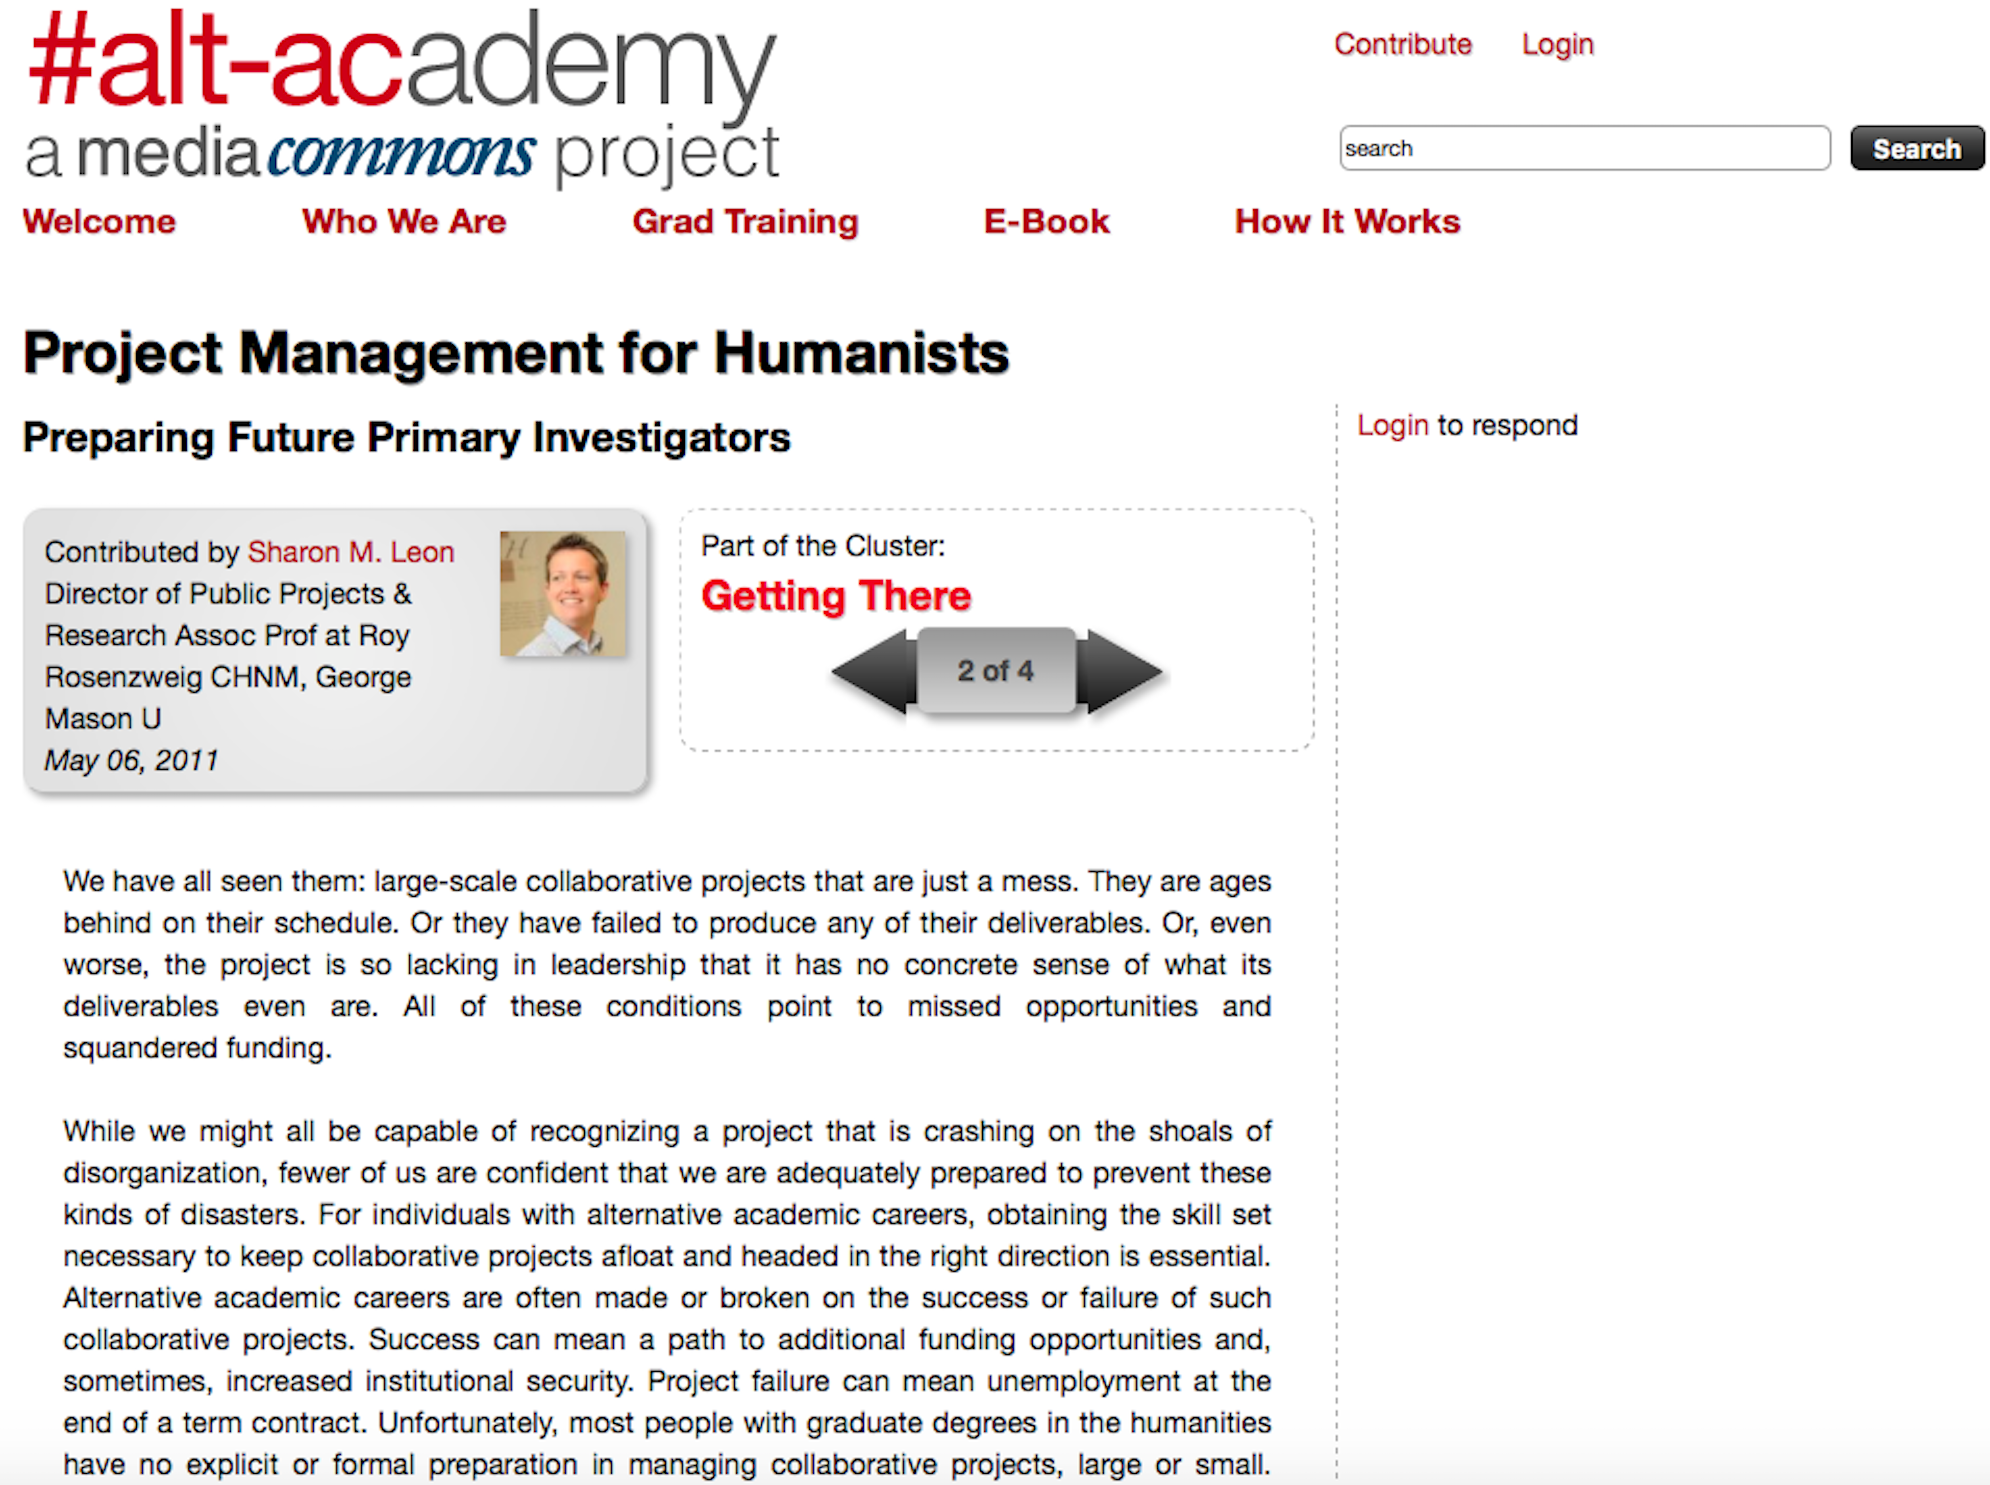 #alt-academy
a mediacommons project
Contribute Login
search Search
Welcome Who We Are Grad Training E-Book How It Works
Project Management for Humanists
Preparing Future Primary Investigators
Login to respond
Contributed by Sharon M. Leon
Director of Public Projects &
Research Assoc Prof at Roy
Rosenzweig CHNM, George
Mason U
May 06, 2011
Part of the Cluster:
Getting There
2 of 4
We have all seen them: large-scale collaborative projects that are just a mess. They are ages
behind on their schedule. Or they have failed to produce any of their deliverables. Or, even
worse, the project is so lacking in leadership that it has no concrete sense of what its
deliverables even are. All of these conditions point to missed opportunities and
squandered funding.
While we might all be capable of recognizing a project that is crashing on the shoals of
disorganization, fewer of us are confident that we are adequately prepared to prevent these
kinds of disasters. For individuals with alternative academic careers, obtaining the skill set
necessary to keep collaborative projects afloat and headed in the right direction is essential.
Alternative academic careers are often made or broken on the success or failure of such
collaborative projects. Success can mean a path to additional funding opportunities and,
sometimes, increased institutional security. Project failure can mean unemployment at the
end of a term contract. Unfortunately, most people with graduate degrees in the humanities
have no explicit or formal preparation in managing collaborative projects, large or small.